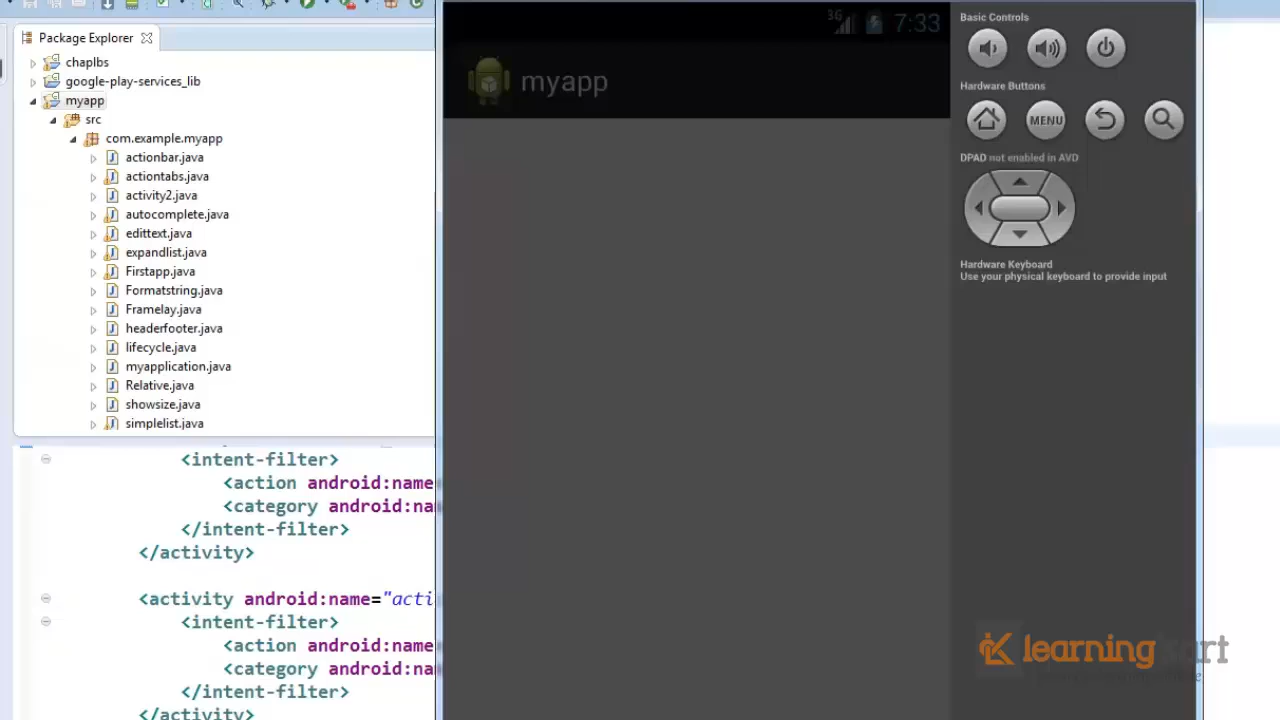 Package Explorer
chaplbs
google-play-services_lib
myapp
src
com.example.myapp
actionbar.java
actiontabs.java
activity2.java
autocomplete.java
edittext.java
expandlist.java
Firstapp.java
Formatstring.java
Framelay.java
headerfooter.java
lifecycle.java
myapplication.java
Relative.java
showsize.java
simplelist.java
<intent-filter>
<action android:name
<category android:na
</intent-filter>
</activity>
<activity android:name="acti
<intent-filter>
<action android:name
<category android:na
</intent-filter>
</activity>
3G 7:33
myapp
Basic Controls
Hardware Buttons
MENU
DPAD not enabled in AVD
Hardware Keyboard
Use your physical keyboard to provide input
learningkart